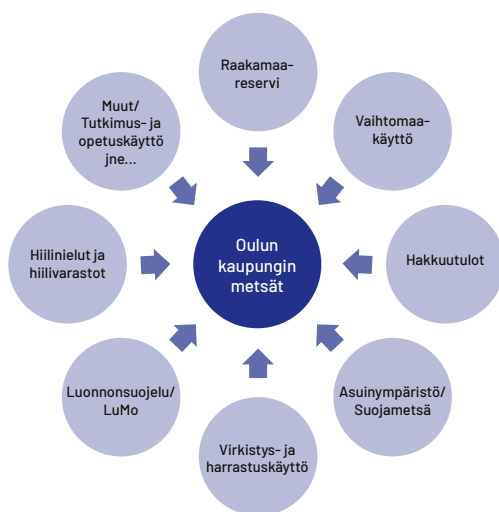 Raakamaa-
reservi
Vaihtomaa-
käyttö
Hakkuutulot
Asuinympäristö/
Suojametsä
Virkistys- ja
harrastuskäyttö
Luonnonsuojelu/
LuMo
Hiilinielut ja
hiilivarastot
Muut/
Tutkimus- ja
opetuskäyttö
jne...
Oulun
kaupungin
metsät